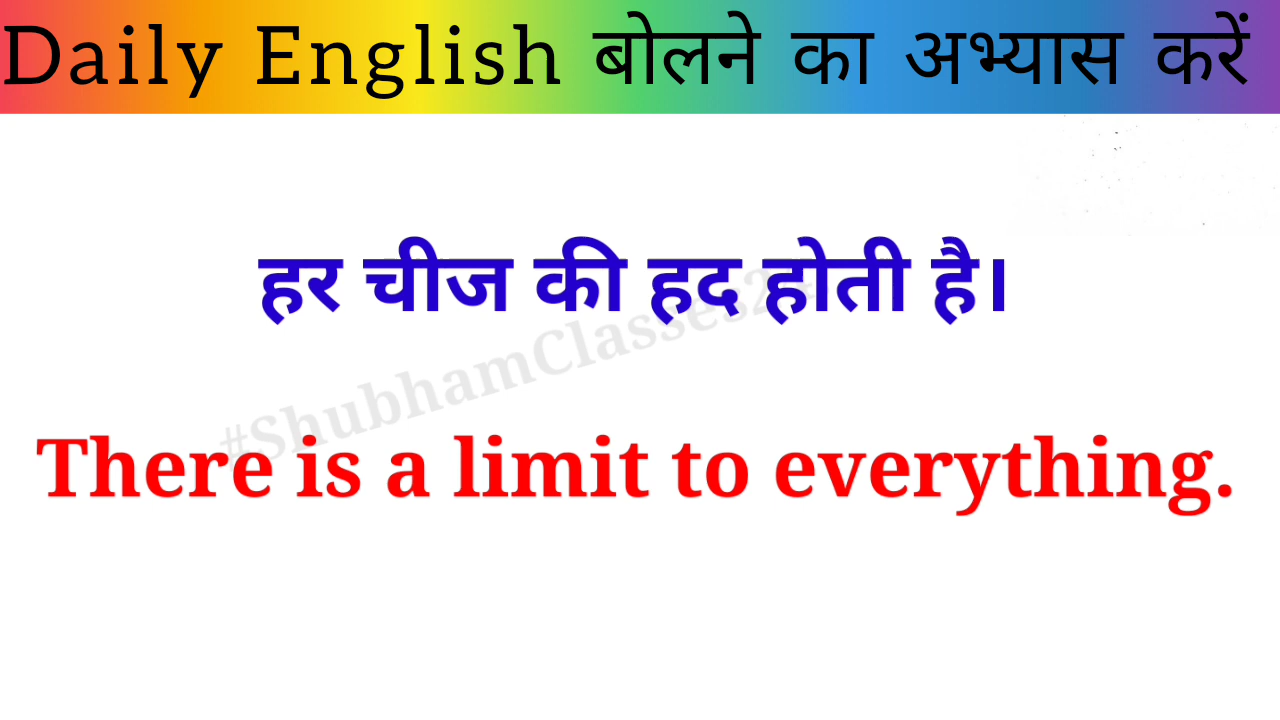 Daily English बोलने का अभ्यास करें
हर चीज की हद होती है।
There is a limit to everything.